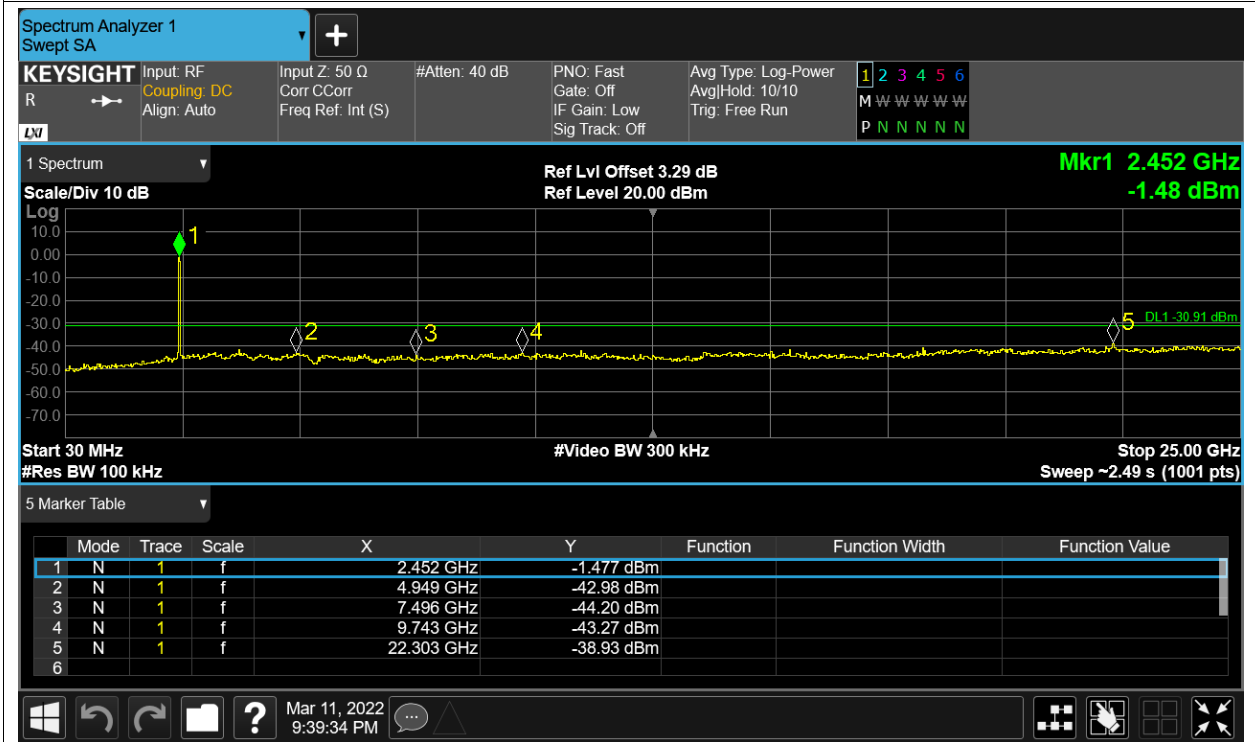 Spectrum Analyzer 1
Swept SA
+
KEYSIGHT Input: RF Input Z: 50 Ω #Atten: 40 dB PNO: Fast Avg Type: Log-Power 1 2 3 4 5 6
R Coupling: DC Corr CCorr Gate: Off Avg|Hold: 10/10 M W W W W W
Align: Auto Freq Ref: Int (S) IF Gain: Low Trig: Free Run
LXI Sig Track: Off P N N N N N
1 Spectrum Ref Lvl Offset 3.29 dB Mkr1 2.452 GHz
Scale/Div 10 dB Ref Level 20.00 dBm -1.48 dBm
Log
10.0 1
0.00
-10.0
-20.0
-30.0 2 3 4 5 DL1 -30.91 dBm
-40.0
-50.0
-60.0
-70.0
Start 30 MHz #Video BW 300 kHz Stop 25.00 GHz
#Res BW 100 kHz Sweep ~2.49 s (1001 pts)
5 Marker Table
Mode Trace Scale X Y Function Function Width Function Value
1 N 1 f 2.452 GHz -1.477 dBm
2 N 1 f 4.949 GHz -42.98 dBm
3 N 1 f 7.496 GHz -44.20 dBm
4 N 1 f 9.743 GHz -43.27 dBm
5 N 1 f 22.303 GHz -38.93 dBm
6
? Mar 11, 2022
9:39:34 PM